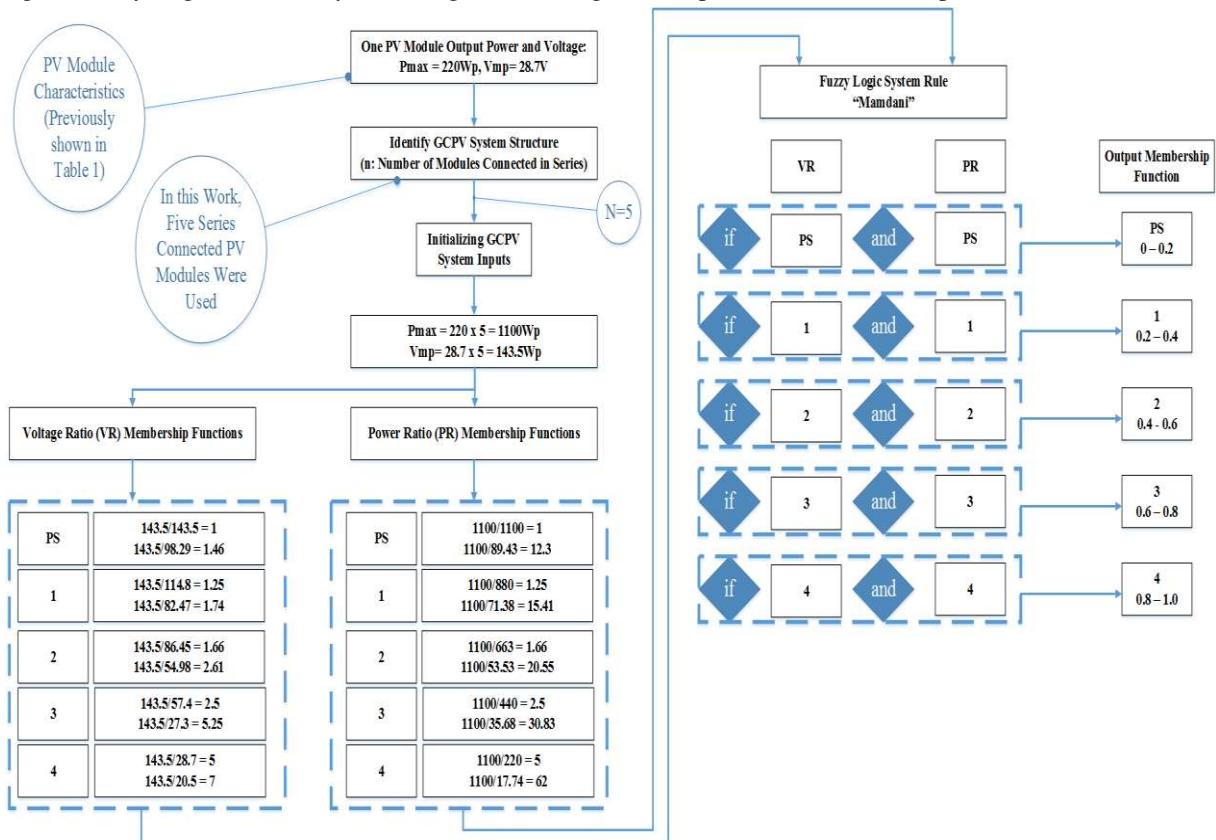 One PV Module Output Power and Voltage:
Pmax = 220Wp, Vmp= 28.7V
PV Module
Characteristics
(Previously
shown in
Table 1)
Identify GCPV System Structure
(n: Number of Modules Connected in Series)
In this Work,
Five Series
Connected PV
Modules Were
Used
N=5
Initializing GCPV
System Inputs
Pmax = 220 x 5 = 1100Wp
Vmp= 28.7 x 5 = 143.5Wp
Voltage Ratio (VR) Membership Functions
Power Ratio (PR) Membership Functions
PS
143.5/143.5 = 1
143.5/98.29 = 1.46
1
143.5/114.8 = 1.25
143.5/82.47 = 1.74
2
143.5/86.45 = 1.66
143.5/54.98 = 2.61
3
143.5/57.4 = 2.5
143.5/27.3 = 5.25
4
143.5/28.7 = 5
143.5/20.5 = 7
PS
1100/1100 = 1
1100/89.43 = 12.3
1
1100/880 = 1.25
1100/71.38 = 15.41
2
1100/663 = 1.66
1100/53.53 = 20.55
3
1100/440 = 2.5
1100/35.68 = 30.83
4
1100/220 = 5
1100/17.74 = 62
Fuzzy Logic System Rule
“Mamdani”
VR
PR
Output Membership
Function
if PS and PS
PS
0 – 0.2
if 1 and 1
1
0.2 – 0.4
if 2 and 2
2
0.4 - 0.6
if 3 and 3
3
0.6 – 0.8
if 4 and 4
4
0.8 – 1.0